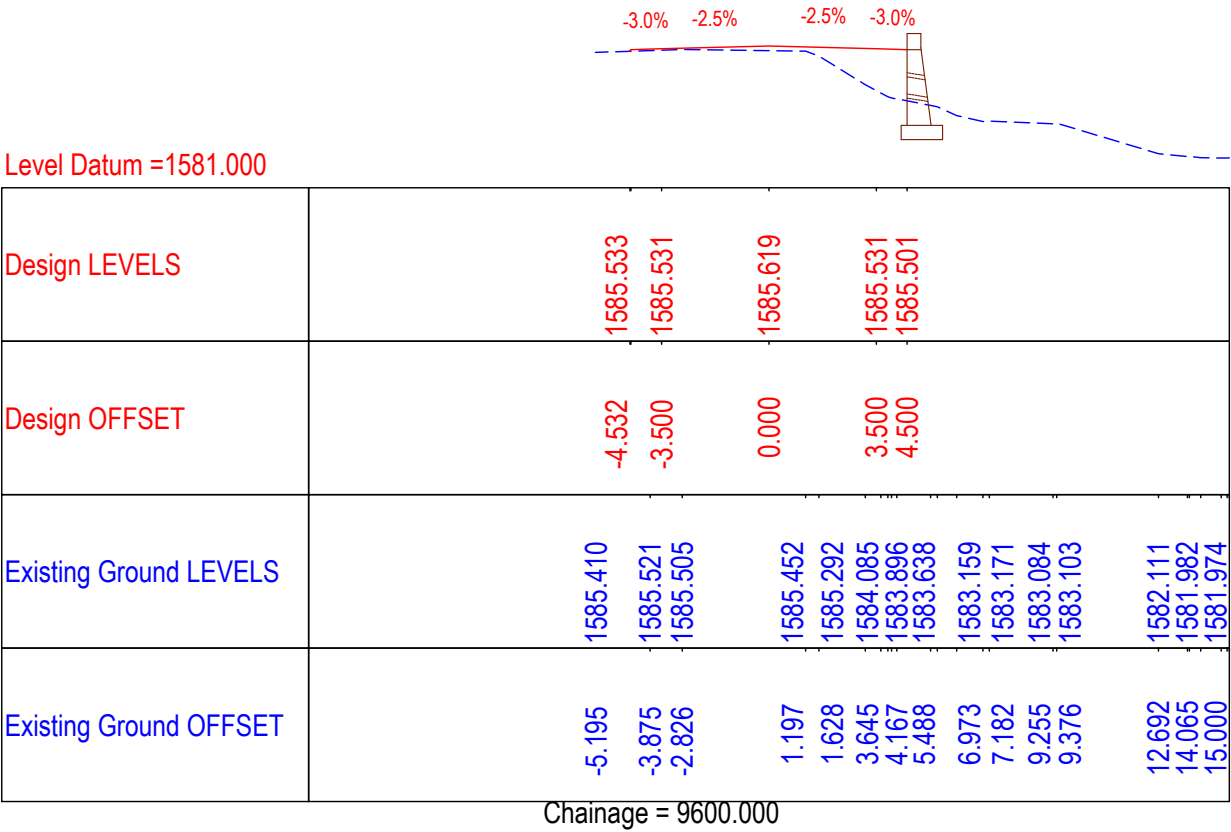 -3.0% -2.5% -2.5% -3.0%
Level Datum =1581.000
Design LEVELS 1585.533 1585.531 1585.619 1585.531 1585.501
Design OFFSET -4.532 -3.500 0.000 3.500 4.500
Existing Ground LEVELS 1585.410 1585.521 1585.505 1585.452 1585.292 1584.085 1583.896 1583.638 1583.159 1583.171 1583.084 1583.103 1582.111 1581.982 1581.974
Existing Ground OFFSET -5.195 -3.875 -2.826 1.197 1.628 3.645 4.167 5.488 6.973 7.182 9.255 9.376 12.692 14.065 15.000
Chainage = 9600.000